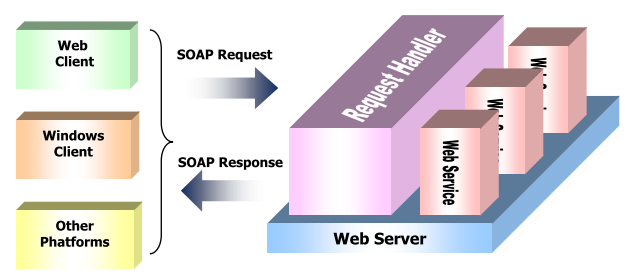 Web
Client
Windows
Client
Other
Phatforms
SOAP Request
SOAP Response
Request Handler
Web Service
Web Server